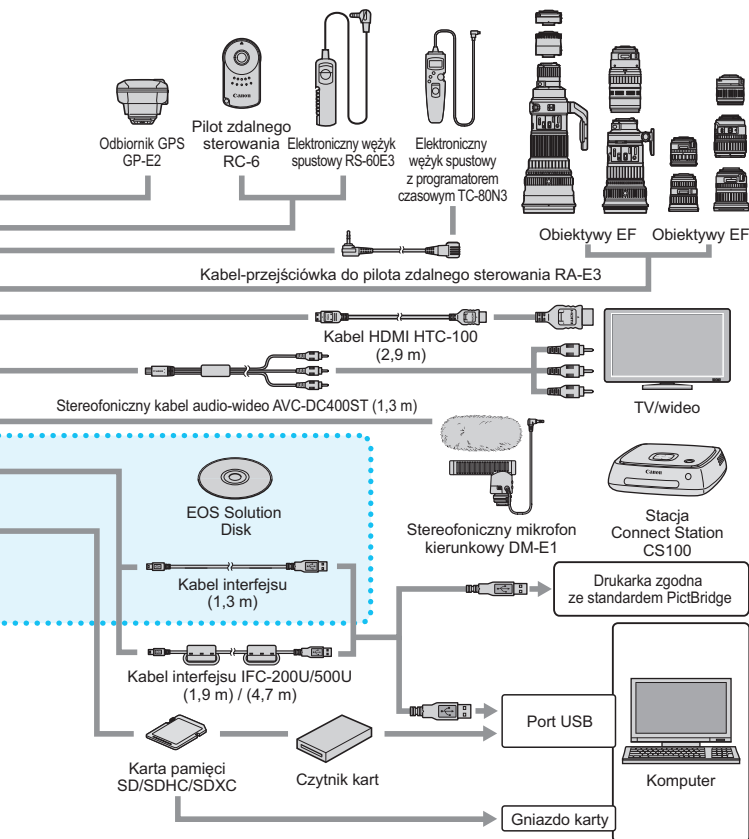 Canon
Odbiornik GPS
GP-E2
Pilot zdalnego
sterowania
RC-6
Elektroniczny wężyk
spustowy RS-60E3
Elektroniczny
wężyk spustowy
z programatorem
czasowym TC-80N3
Obiektywy EF
Obiektywy EF
Kabel-przejściówka do pilota zdalnego sterowania RA-E3
Kabel HDMI HTC-100
(2,9 m)
Stereofoniczny kabel audio-wideo AVC-DC400ST (1,3 m)
TV/wideo
EOS Solution
Disk
Stereofoniczny mikrofon
kierunkowy DM-E1
Canon
Stacja
Connect Station
CS100
Kabel interfejsu
(1,3 m)
Drukarka zgodna
ze standardem PictBridge
Kabel interfejsu IFC-200U/500U
(1,9 m) / (4,7 m)
Port USB
Komputer
Karta pamięci
SD/SDHC/SDXC
Czytnik kart
Gniazdo karty